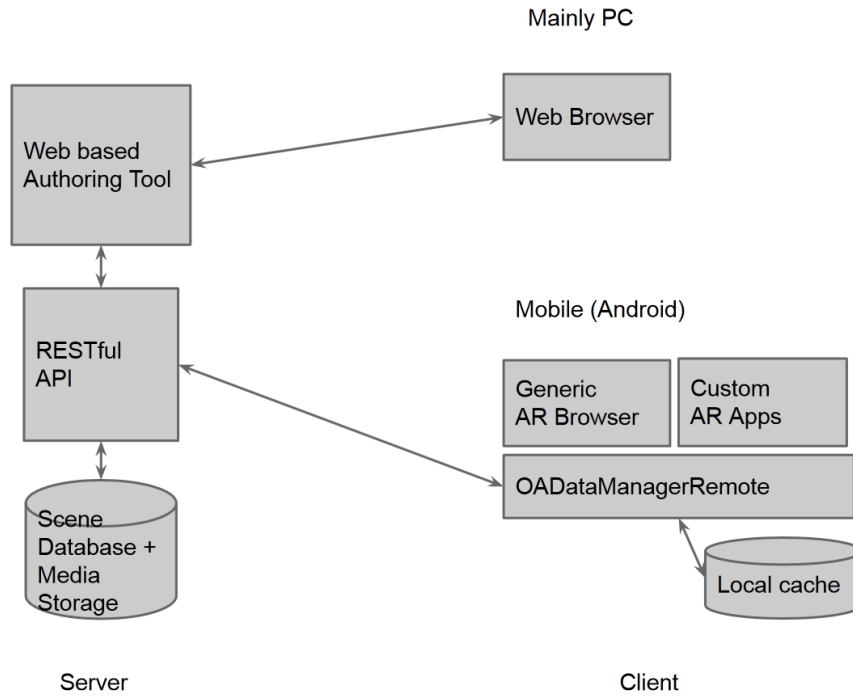 Mainly PC
Web based
Authoring Tool
Web Browser
RESTful
API
Mobile (Android)
Generic
AR Browser
Custom
AR Apps
OADataManagerRemote
Scene
Database +
Media
Storage
Local cache
Server
Client